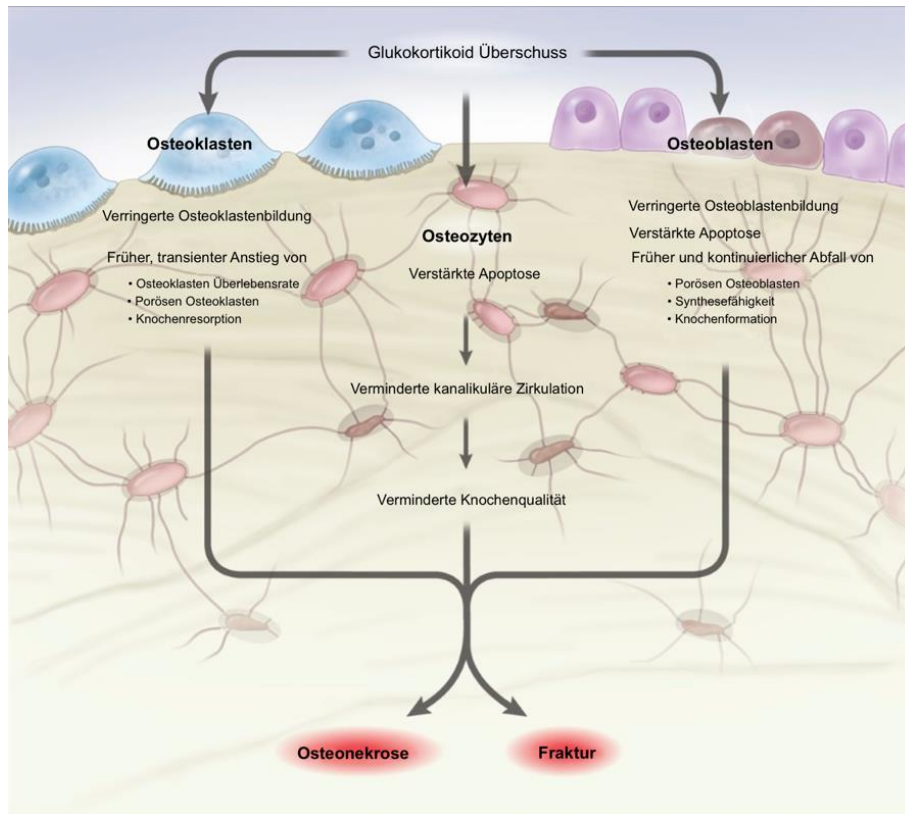 Glukokortikoid Überschuss
Osteoklasten
Verringerte Osteoklastenbildung
Früher, transienter Anstieg von
• Osteoklasten Überlebensrate
• Porösen Osteoklasten
• Knochenresorption
Osteozyten
Verstärkte Apoptose
Verminderte kanalikuläre Zirkulation
Verminderte Knochenqualität
Osteoblasten
Verringerte Osteoblastenbildung
Verstärkte Apoptose
Früher und kontinuierlicher Abfall von
• Porösen Osteoblasten
• Synthesefähigkeit
• Knochenformation
Osteonekrose
Fraktur